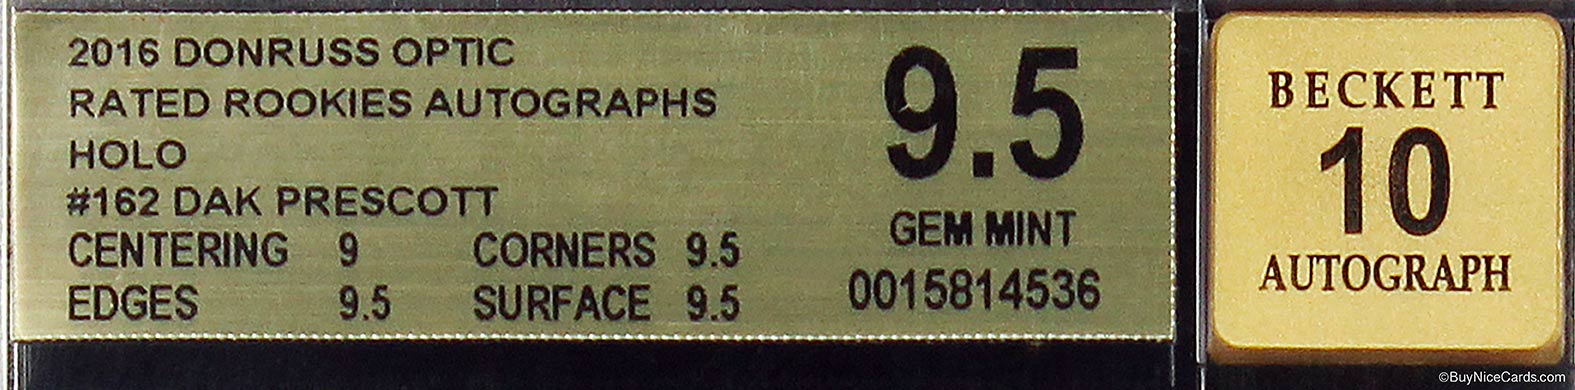 2016 DONRUSS OPTIC
RATED ROOKIES AUTOGRAPHS
HOLO
#162 DAK PRESCOTT
CENTERING 9 CORNERS 9.5
EDGES 9.5 SURFACE 9.5
9.5
GEM MINT
0015814536
BECKETT
10
AUTOGRAPH
©BuyNiceCards.com